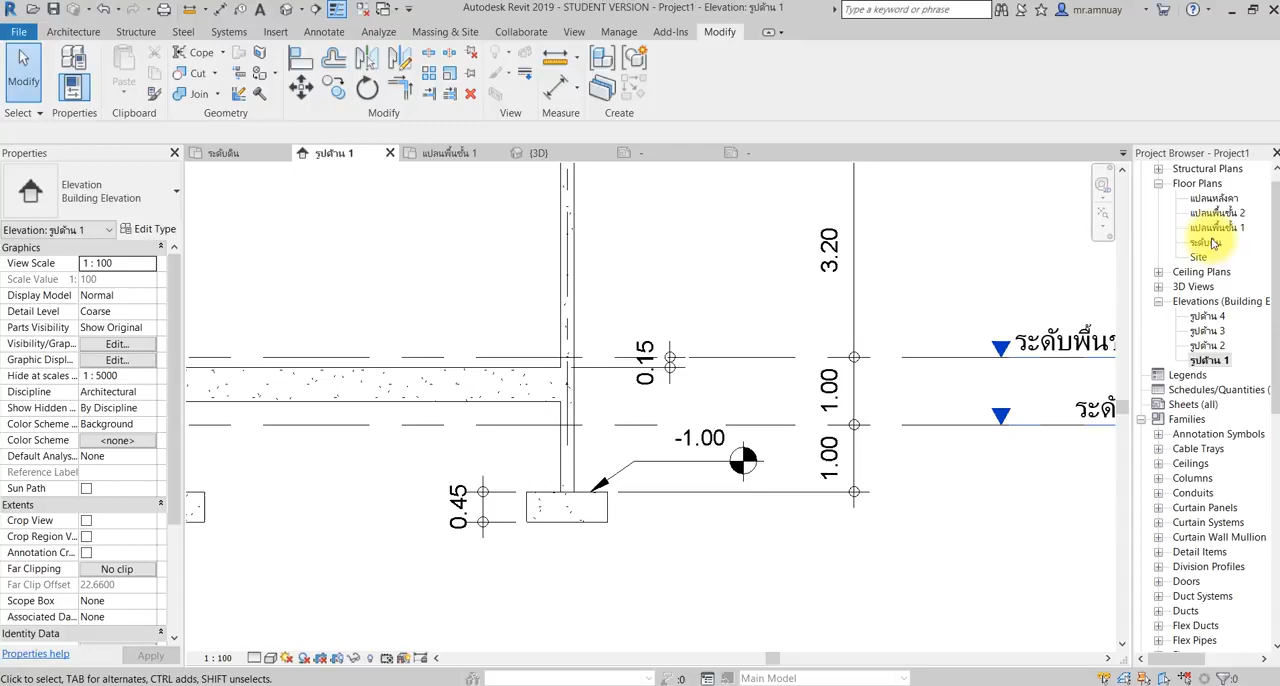 Autodesk Revit 2019 - STUDENT VERSION - Project1 - Elevation: รูปด้าน 1
Type a keyword or phrase
mr.amnuay
File
Architecture
Structure
Steel
Systems
Insert
Annotate
Analyze
Massing & Site
Collaborate
View
Manage
Add-Ins
Modify
Modify
Paste
Cope
Cut
Join
Select
Properties
Clipboard
Geometry
Modify
View
Measure
Create
Properties
ระดับดิน
รูปด้าน 1
แปลนพื้นชั้น 1
{3D}
Project Browser - Project1
Elevation
Building Elevation
Elevation: รูปด้าน 1
Edit Type
Graphics
View Scale
1 : 100
Scale Value 1:
100
Display Model
Normal
Detail Level
Coarse
Parts Visibility
Show Original
Visibility/Grap...
Edit...
Graphic Displ...
Edit...
Hide at scales ...
1 : 5000
Discipline
Architectural
Show Hidden ...
By Discipline
Color Scheme ...
Background
Color Scheme
<none>
Default Analys...
None
Reference Label
Sun Path
Extents
Crop View
Crop Region V...
Annotation Cr...
Far Clipping
No clip
Far Clip Offset
22.6600
Scope Box
None
Associated Da...
None
Identity Data
Properties help
Apply
3.20
0.15
1.00
-1.00
1.00
0.45
Structural Plans
Floor Plans
แปลนหลังคา
แปลนพื้นชั้น 2
แปลนพื้นชั้น 1
Site
Ceiling Plans
3D Views
Elevations (Building E
รูปด้าน 4
รูปด้าน 3
รูปด้าน 2
รูปด้าน 1
Legends
Schedules/Quantities (
Sheets (all)
Families
Annotation Symbols
Cable Trays
Ceilings
Columns
Conduits
Curtain Panels
Curtain Systems
Curtain Wall Mullion
Detail Items
Division Profiles
Doors
Duct Systems
Ducts
Flex Ducts
Flex Pipes
1 : 100
Click to select, TAB for alternates, CTRL adds, SHIFT unselects.
:0
Main Model
:0